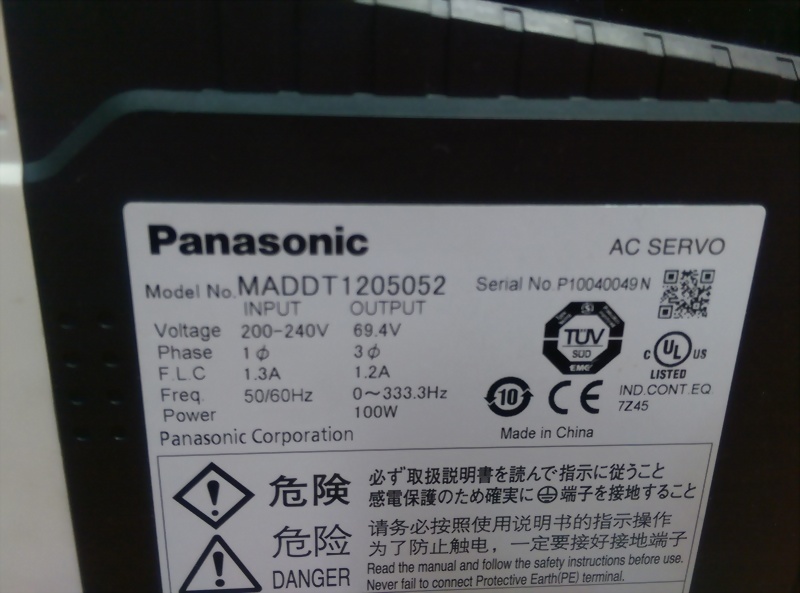 Panasonic
AC SERVO
Model No. MADDT1205052 Serial No. P10040049N
INPUT OUTPUT
Voltage 200-240V 69.4V
Phase 1ϕ 3ϕ
F.L.C 1.3A 1.2A
Freq. 50/60Hz 0~333.3Hz
Power 100W
Panasonic Corporation
TÜV
SÜD
EMC
C UL US
LISTED
IND.CONT.EQ
7Z45
10 CE
Made in China
危険
必ず取扱説明書を読んで指示に従うこと
感電保護のため確実に⏚端子を接地すること
危险
请务必按照使用说明书的指示操作
为了防止触电，一定要接好接地端子
DANGER
Read the manual and follow the safety instructions before use.
Never fail to connect Protective Earth(PE) terminal.